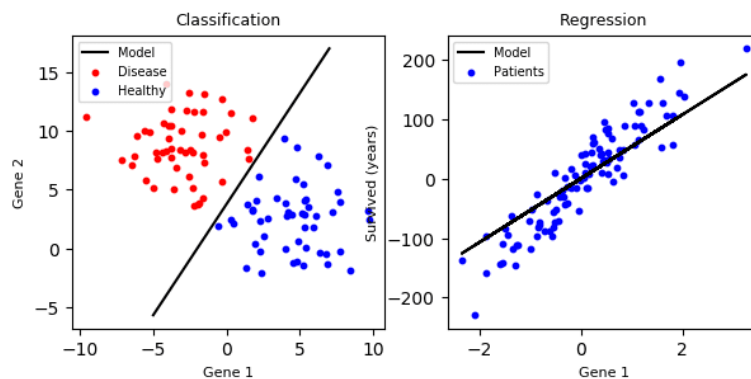 Classification
Model
Disease
Healthy
15
10
5
0
−5
Gene 2
−10
−5
0
5
10
Gene 1
Regression
Model
Patients
200
100
0
−100
−200
Survived (years)
−2
0
2
Gene 1